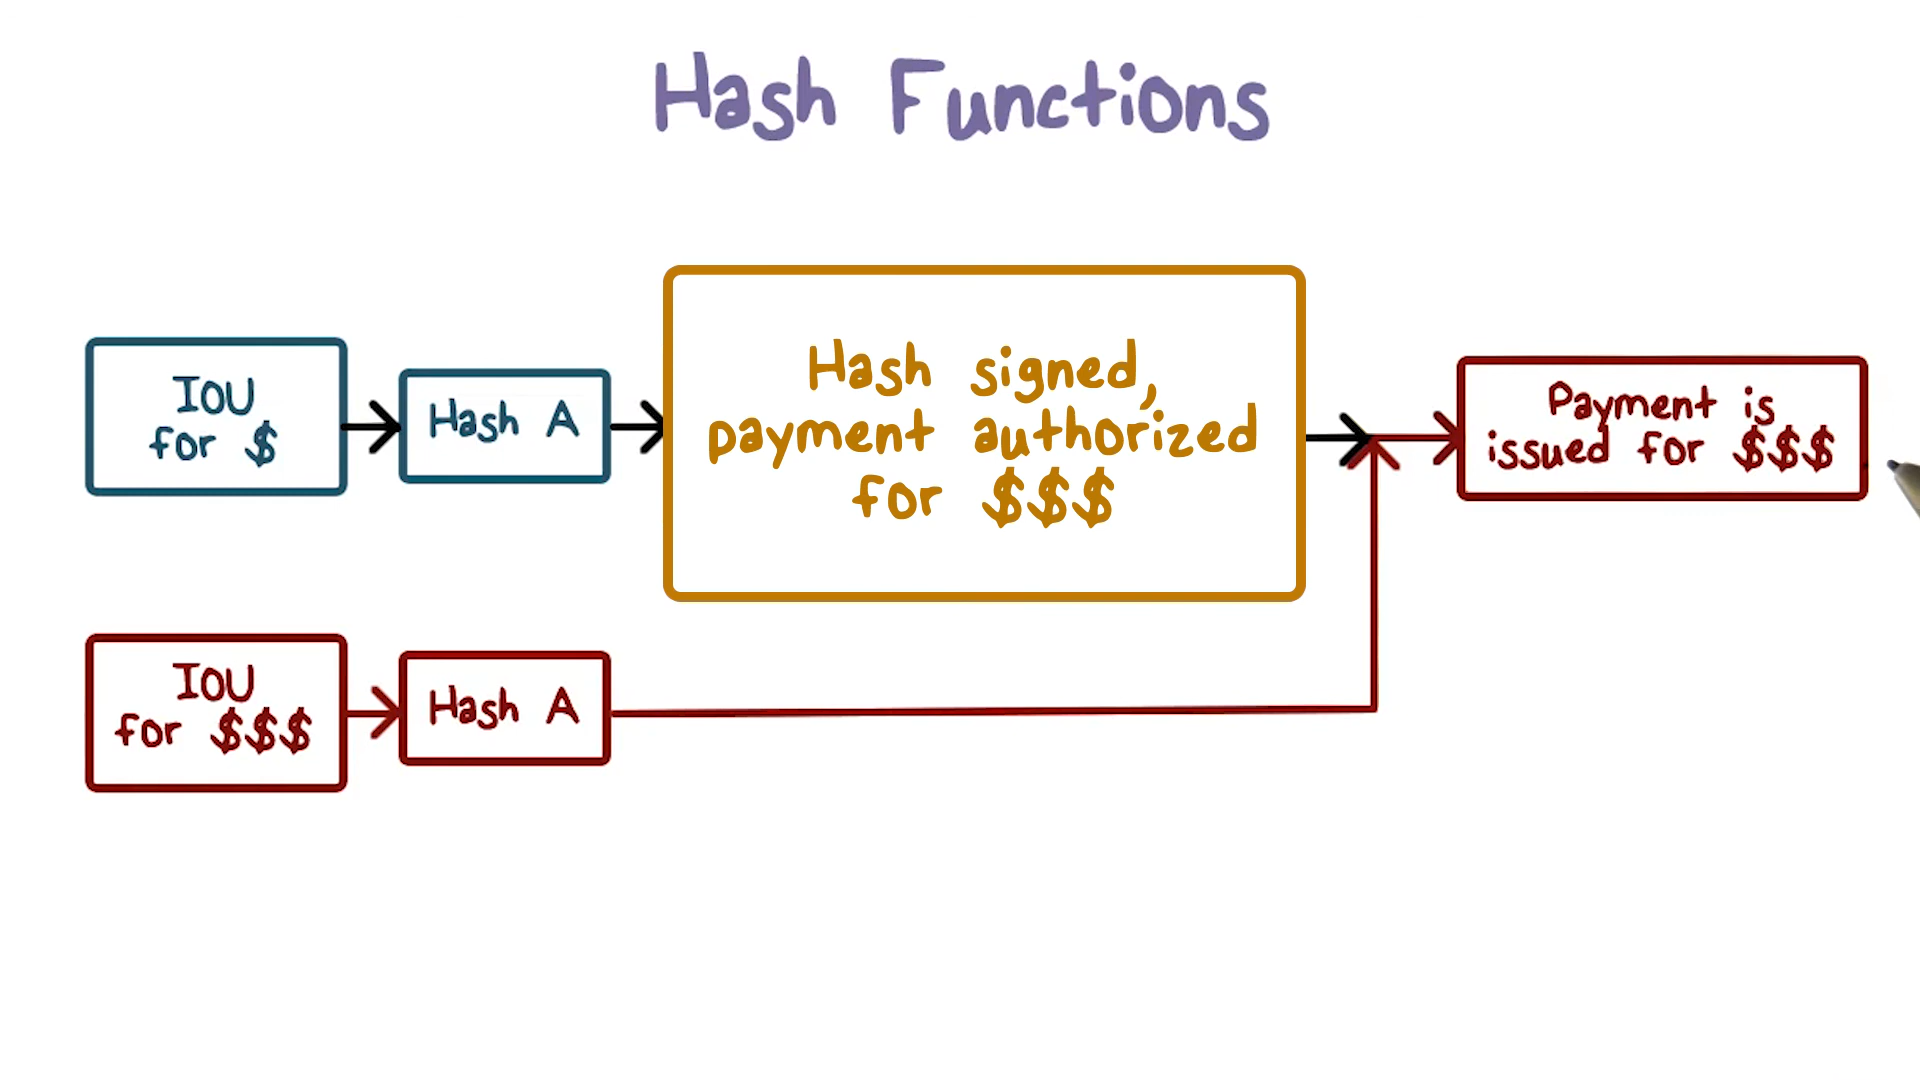 Hash Functions
IOU
for $
Hash A
Hash signed,
payment authorized
for $$$
Payment is
issued for $$$
IOU
for $$$
Hash A